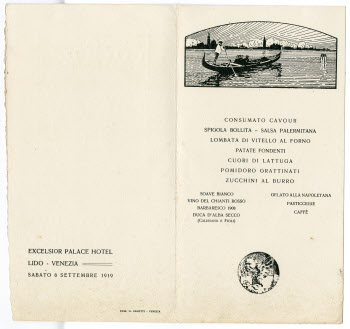 EXCELSIOR PALACE HOTEL
LIDO - VENEZIA
SABATO 6 SETTEMBRE 1919
CONSUMATO CAVOUR
SPIGOLA BOLLITA - SALSA PALERMITANA
LOMBATA DI VITELLO AL FORNO
PATATE FONDENTI
CUORI DI LATTUGA
POMIDORO GRATTINATI
ZUCCHINI AL BURRO
SOAVE BIANCO
VINO DEL CHIANTI ROSSO
BARBARESCO 1908
DUCA D'ALBA SECCO
GELATO ALLA NAPOLETANA
PASTICCERIE
CAFFÈ
VENEZIA